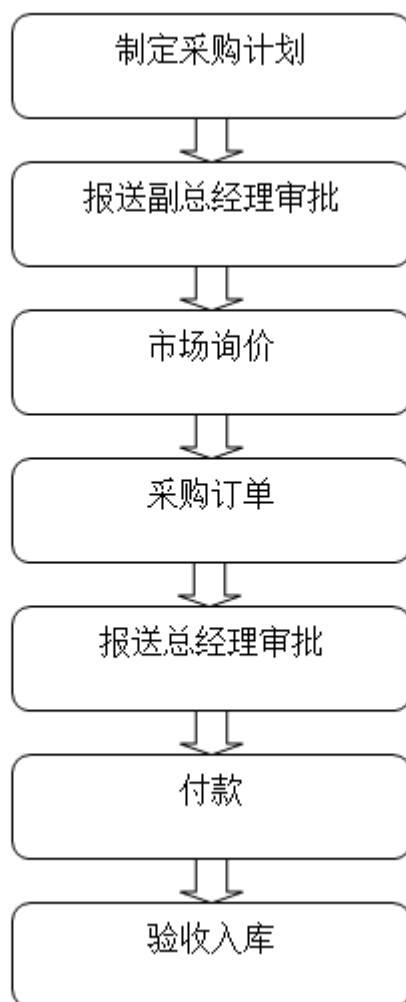 制定采购计划
报送副总经理审批
市场询价
采购订单
报送总经理审批
付款
验收入库